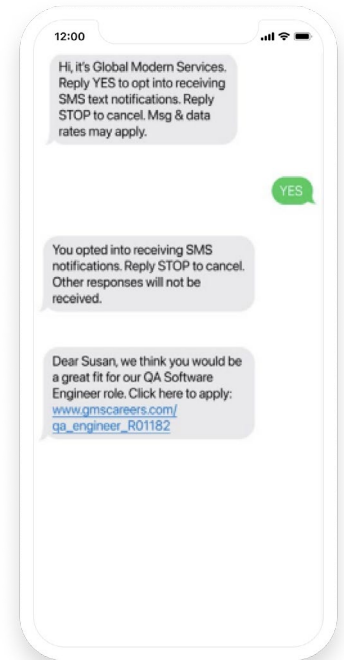 12:00
Hi, it's Global Modern Services.
Reply YES to opt into receiving
SMS text notifications. Reply
STOP to cancel. Msg & data
rates may apply.
YES
You opted into receiving SMS
notifications. Reply STOP to cancel.
Other responses will not be
received.
Dear Susan, we think you would be
a great fit for our QA Software
Engineer role. Click here to apply:
www.gmscareers.com/
qa_engineer_R01182